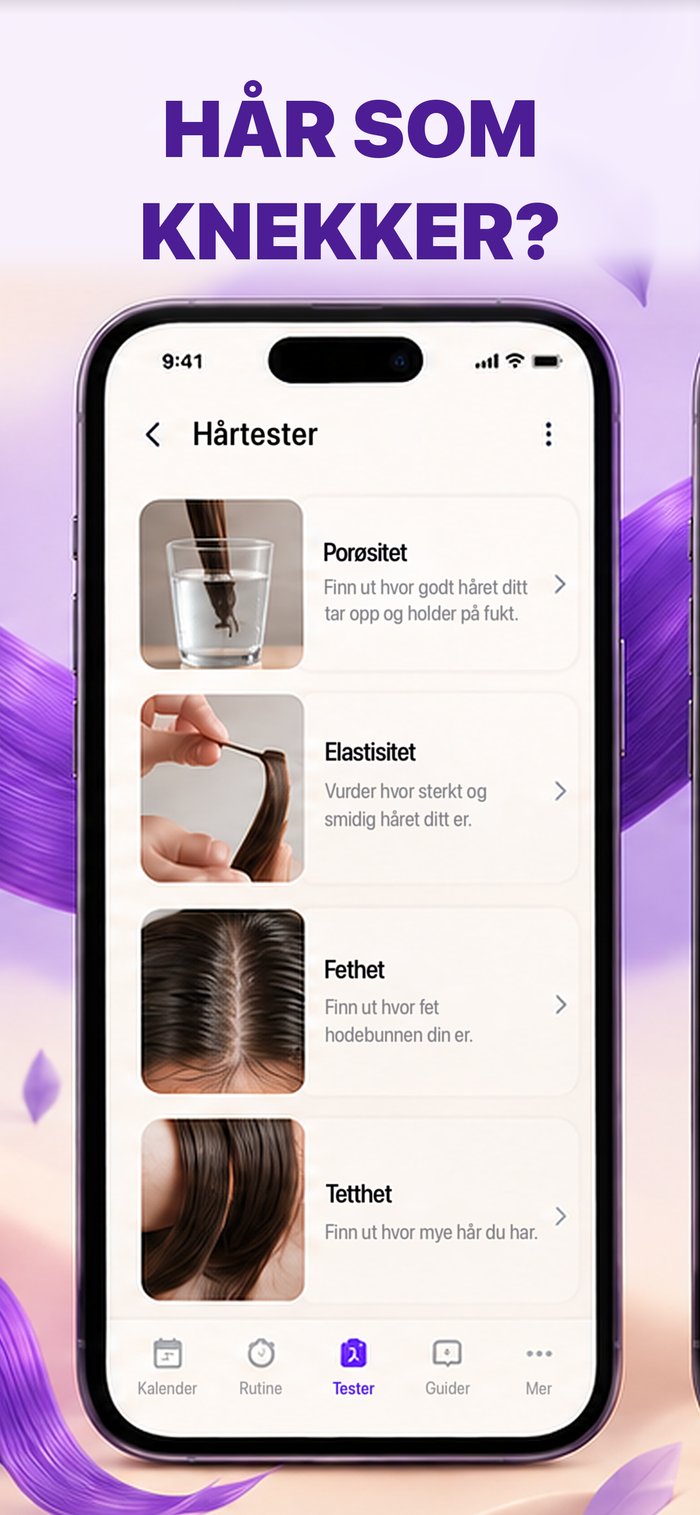 HÅR SOM
KNEKKER?
9:41
Hårtester
Porøsitet
Finn ut hvor godt håret ditt
tar opp og holder på fukt.
Elastisitet
Vurder hvor sterkt og
smidig håret ditt er.
Fethet
Finn ut hvor fet
hodebunnen din er.
Tetthet
Finn ut hvor mye hår du har.
Kalender
Rutine
Tester
Guider
Mer